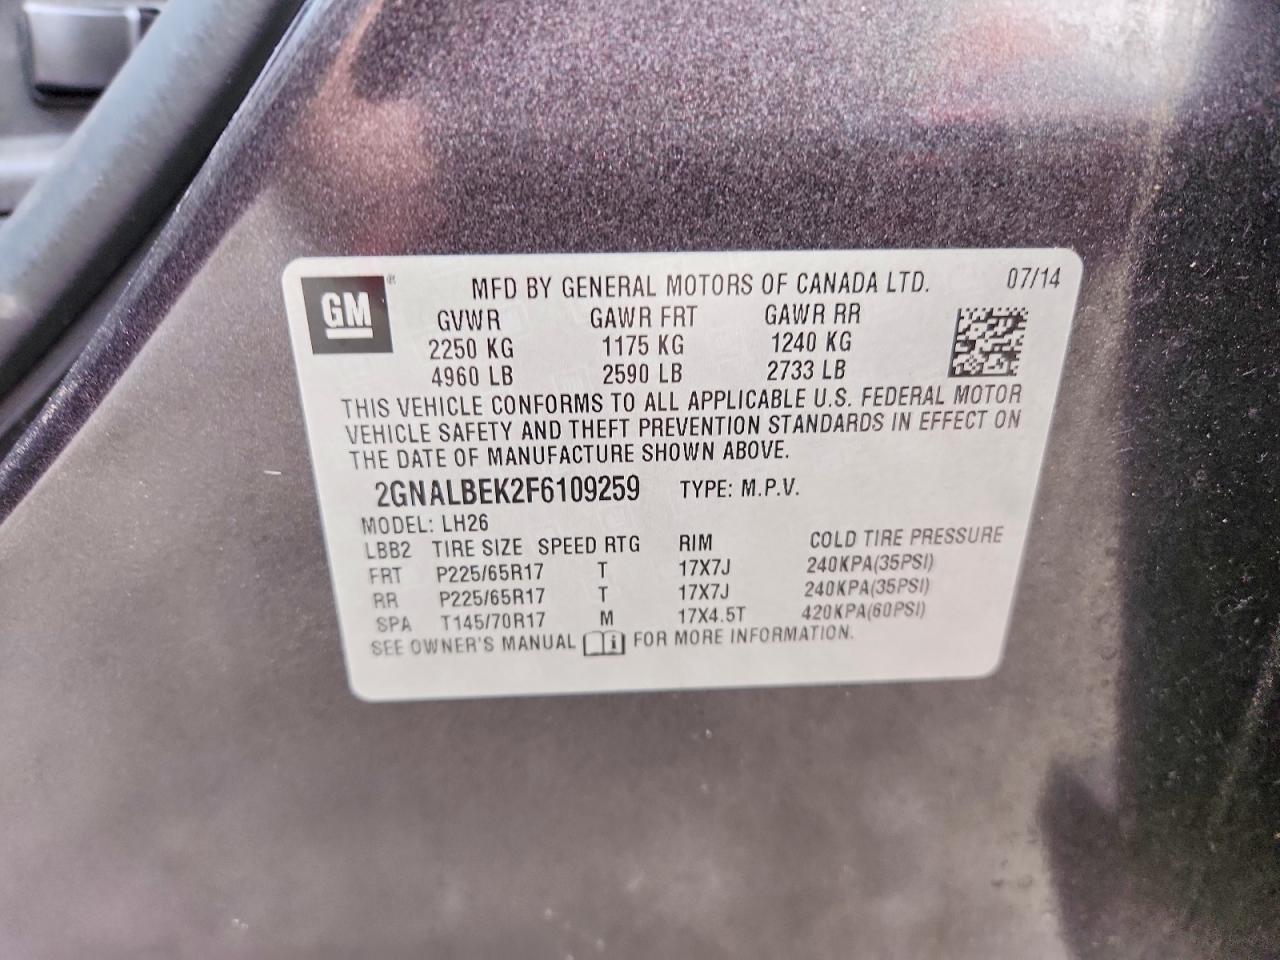 GM ®
MFD BY GENERAL MOTORS OF CANADA LTD. 07/14
GVWR GAWR FRT GAWR RR
2250 KG 1175 KG 1240 KG
4960 LB 2590 LB 2733 LB
THIS VEHICLE CONFORMS TO ALL APPLICABLE U.S. FEDERAL MOTOR
VEHICLE SAFETY AND THEFT PREVENTION STANDARDS IN EFFECT ON
THE DATE OF MANUFACTURE SHOWN ABOVE.
2GNALBEK2F6109259 TYPE: M.P.V.
MODEL: LH26
LBB2 TIRE SIZE SPEED RTG RIM COLD TIRE PRESSURE
FRT P225/65R17 T 17X7J 240KPA(35PSI)
RR P225/65R17 T 17X7J 240KPA(35PSI)
SPA T145/70R17 M 17X4.5T 420KPA(60PSI)
SEE OWNER'S MANUAL i FOR MORE INFORMATION.